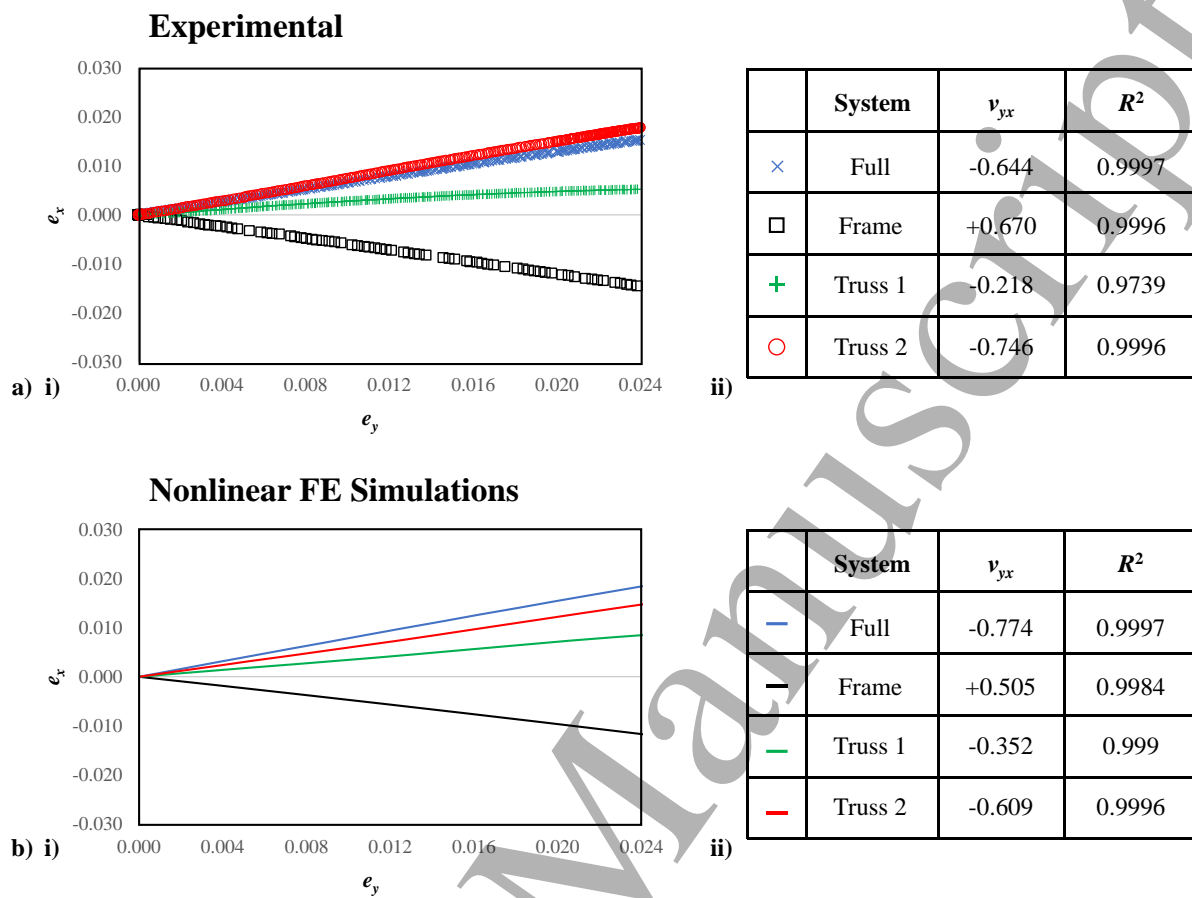 Experimental
0.030
0.020
0.010
0.000
-0.010
-0.020
-0.030
e_x
0.000 0.004 0.008 0.012 0.016 0.020 0.024
e_y
a) i)
System v_yx R²
Full -0.644 0.9997
Frame +0.670 0.9996
Truss 1 -0.218 0.9739
Truss 2 -0.746 0.9996
ii)
Nonlinear FE Simulations
0.030
0.020
0.010
0.000
-0.010
-0.020
-0.030
e_x
0.000 0.004 0.008 0.012 0.016 0.020 0.024
e_y
b) i)
System v_yx R²
Full -0.774 0.9997
Frame +0.505 0.9984
Truss 1 -0.352 0.999
Truss 2 -0.609 0.9996
ii)
Manuscript